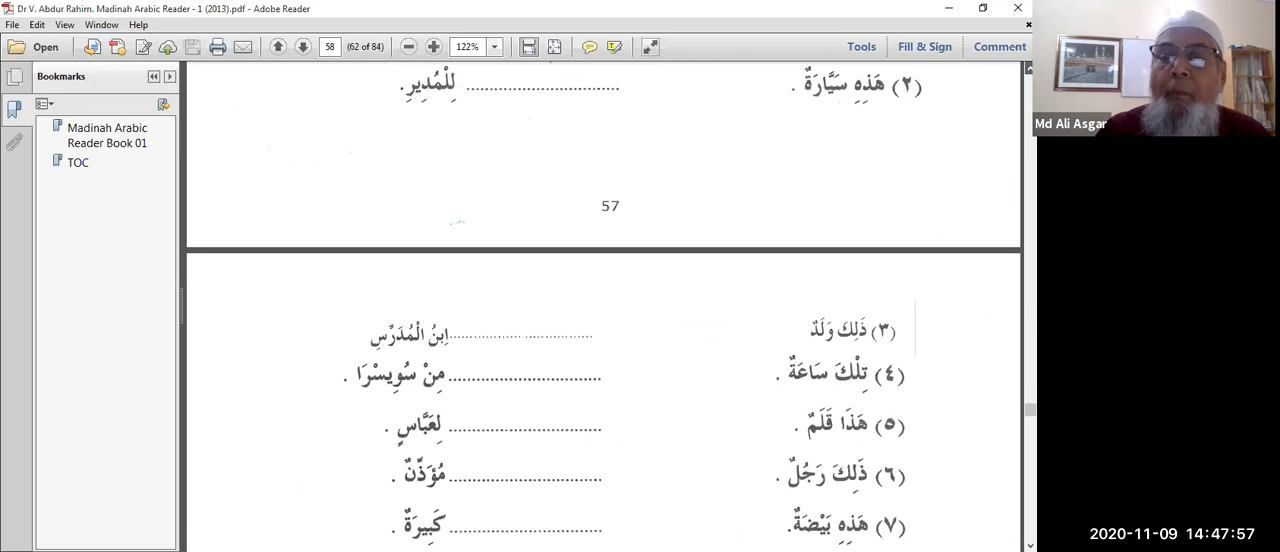 Dr V. Abdur Rahim. Madinah Arabic Reader - 1 (2013).pdf - Adobe Reader
File Edit View Window Help
Open 58 (62 of 84) 122% Tools Fill & Sign Comment
Bookmarks
Madinah Arabic
Reader Book 01
TOC
(٢) هَذِهِ سَيَّارَةٌ . .............................. لِلْمُدِيرِ.
57
(٣) ذَلِكَ وَلَدٌ ..............................اِبنُ الْمُدَرِّسِ
(٤) تِلْكَ سَاعَةٌ . ..............................مِنْ سُوِيسْرَا .
(٥) هَذَا قَلَمٌ . ..............................لِعَبَّاسٍ .
(٦) ذَلِكَ رَجُلٌ . ..............................مُؤَذِّنٌ .
(٧) هَذِهِ بَيْضَةٌ. ..............................كَبِيرَةٌ .
Md Ali Asgar
2020-11-09 14:47:57